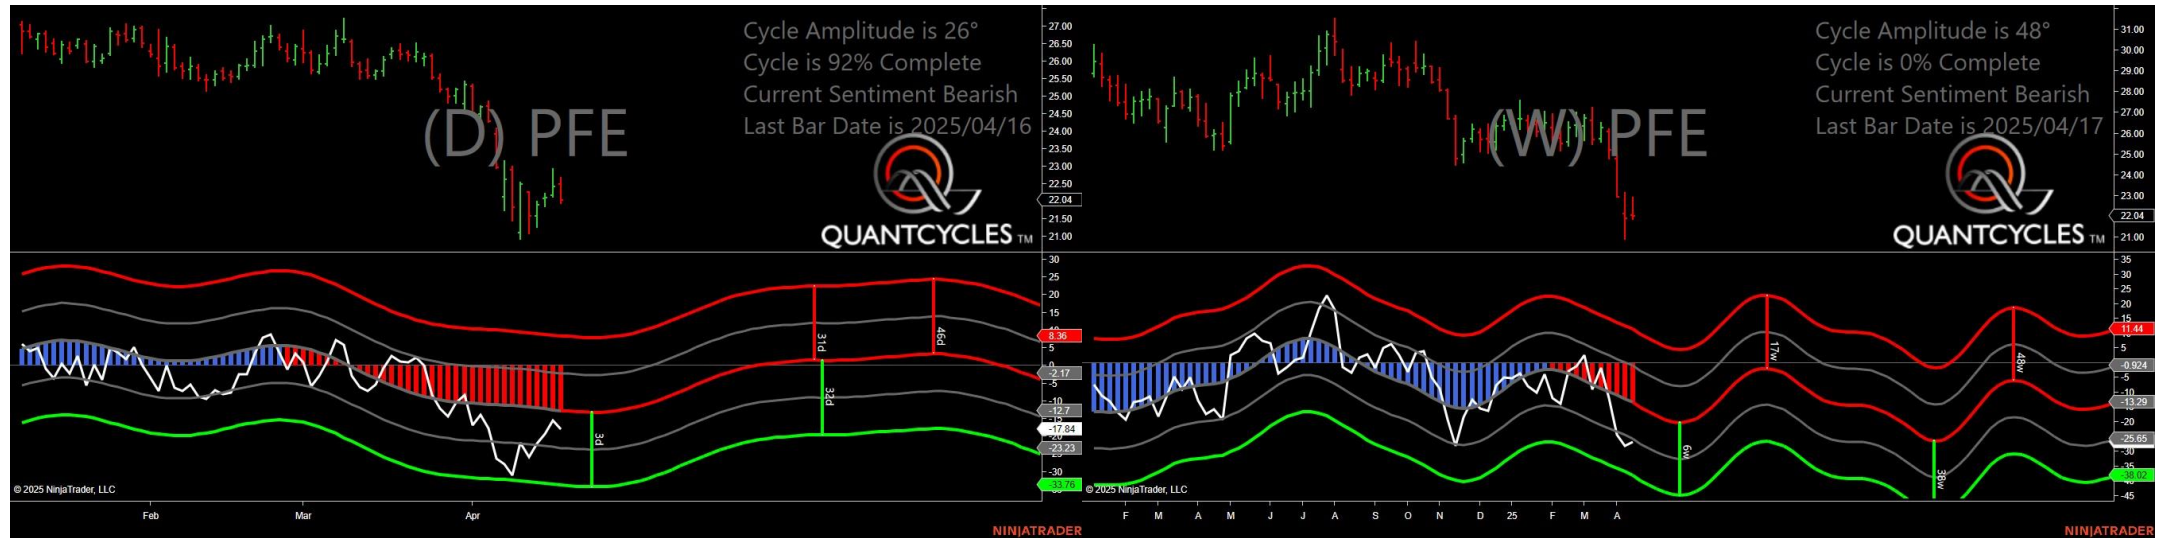 Cycle Amplitude is 26°
Cycle is 92% Complete
Current Sentiment Bearish
Last Bar Date is 2025/04/16
(D) PFE
QUANTCYCLES TM
27.00
26.50
26.00
25.50
25.00
24.50
24.00
23.50
23.00
22.50
22.04
21.50
21.00
30
25
20
15
8.36
5
-2.17
-5
-12.7
-17.84
-23.23
-30
-33.76
31d
46d
32d
3d
© 2025 NinjaTrader, LLC
Feb Mar Apr
NINJATRADER
Cycle Amplitude is 48°
Cycle is 0% Complete
Current Sentiment Bearish
Last Bar Date is 2025/04/17
(W) PFE
QUANTCYCLES TM
31.00
30.00
29.00
28.00
27.00
26.00
25.00
24.00
23.00
22.04
21.00
35
30
25
20
15
11.44
5
-0.924
-5
-13.29
-20
-25.65
-30
-35
-38.02
-45
17w
48w
6w
38w
© 2025 NinjaTrader, LLC
F M A M J J A S O N D 25 F M A
NINJATRADER